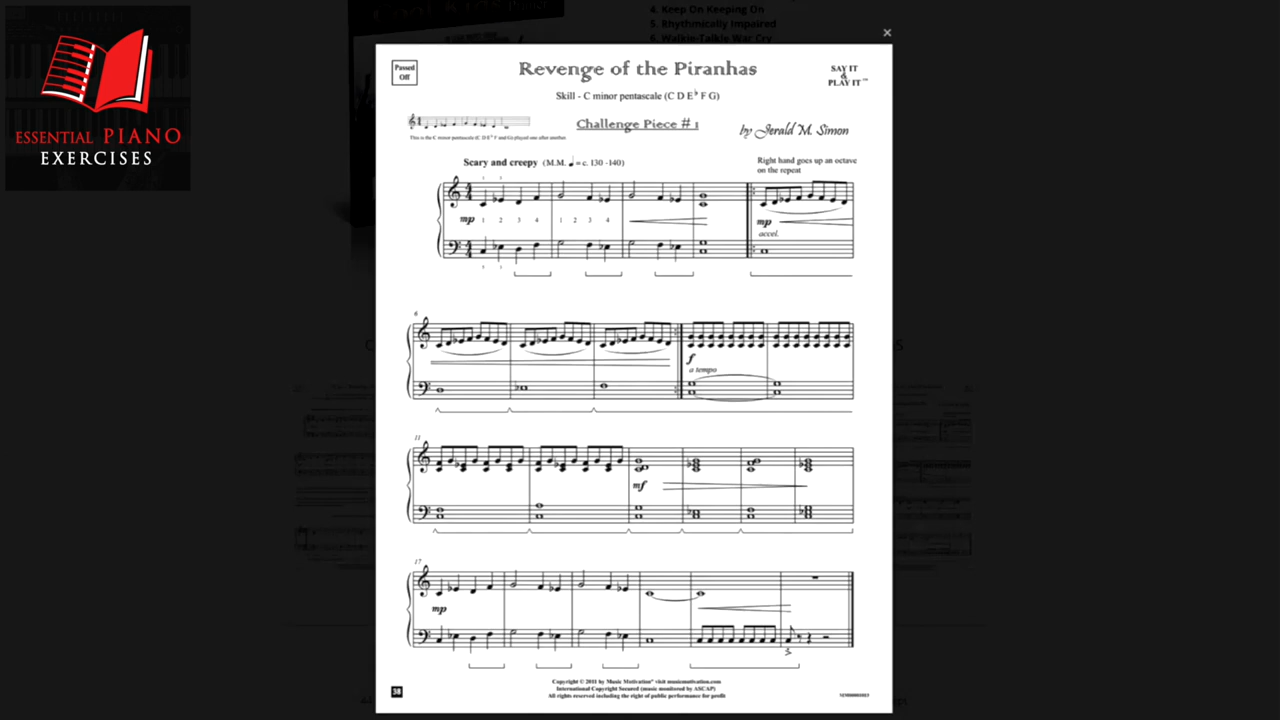 4. Keep On Keeping On
5. Rhythmically Impaired
6. Walkie-Talkie War Cry
ESSENTIAL PIANO
EXERCISES
×
Passed
Off
Revenge of the Piranhas
SAY IT
&
PLAY IT™
Skill - C minor pentascale (C D E♭ F G)
Challenge Piece # 1
by Jerald M. Simon
This is the C minor pentascale (C D E♭ F and G) played one after another.
Scary and creepy (M.M. ♩ = c. 130 -140)
Right hand goes up an octave
on the repeat
1 1
mp 1 2 3 4 1 2 3 4
mp
accel.
6
f
a tempo
11
mf
17
mp
38
Copyright © 2011 by Music Motivation® visit musicmotivation.com
International Copyright Secured (music monitored by ASCAP)
All rights reserved including the right of public performance for profit